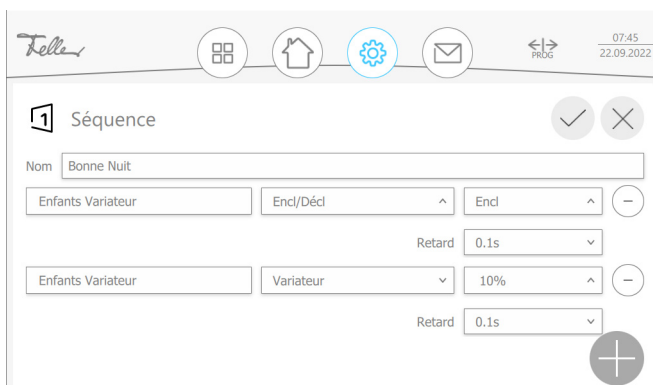 Feller
07:45
PROG
22.09.2022
1 Séquence
Nom Bonne Nuit
Enfants Variateur Encl/Décl Encl
Retard 0.1s
Enfants Variateur Variateur 10%
Retard 0.1s